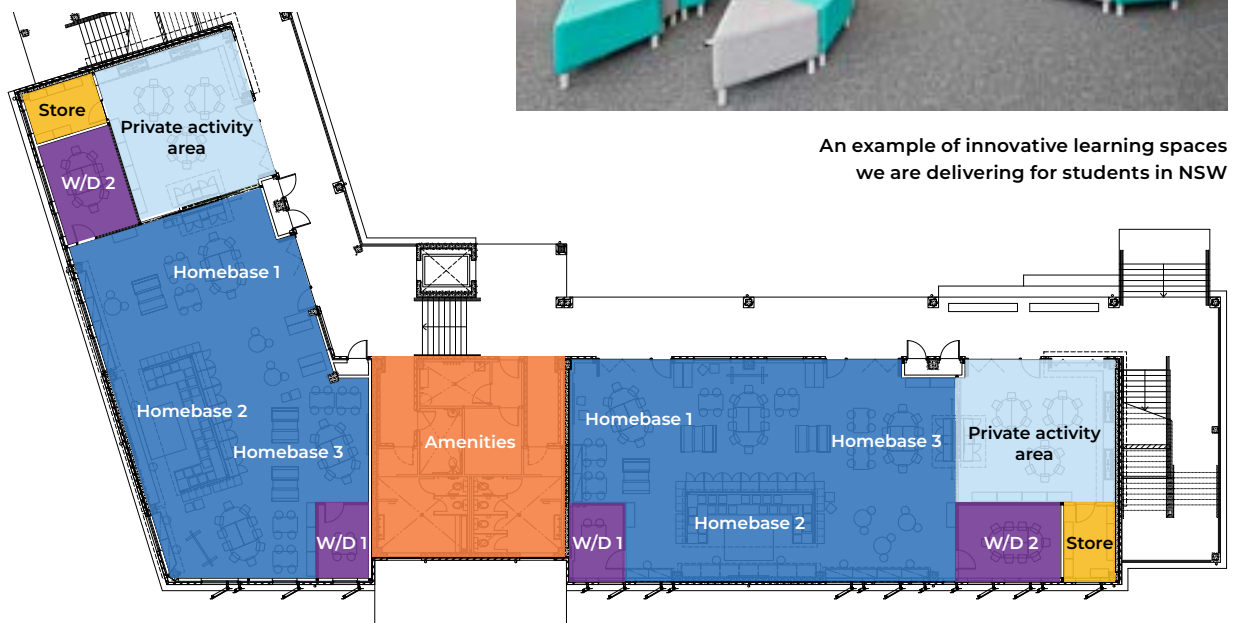 An example of innovative learning spaces
we are delivering for students in NSW
Store
Private activity
area
W/D 2
Homebase 1
Homebase 2
Homebase 3
W/D 1
Amenities
Homebase 1
Homebase 3
Homebase 2
W/D 1
Private activity
area
W/D 2
Store